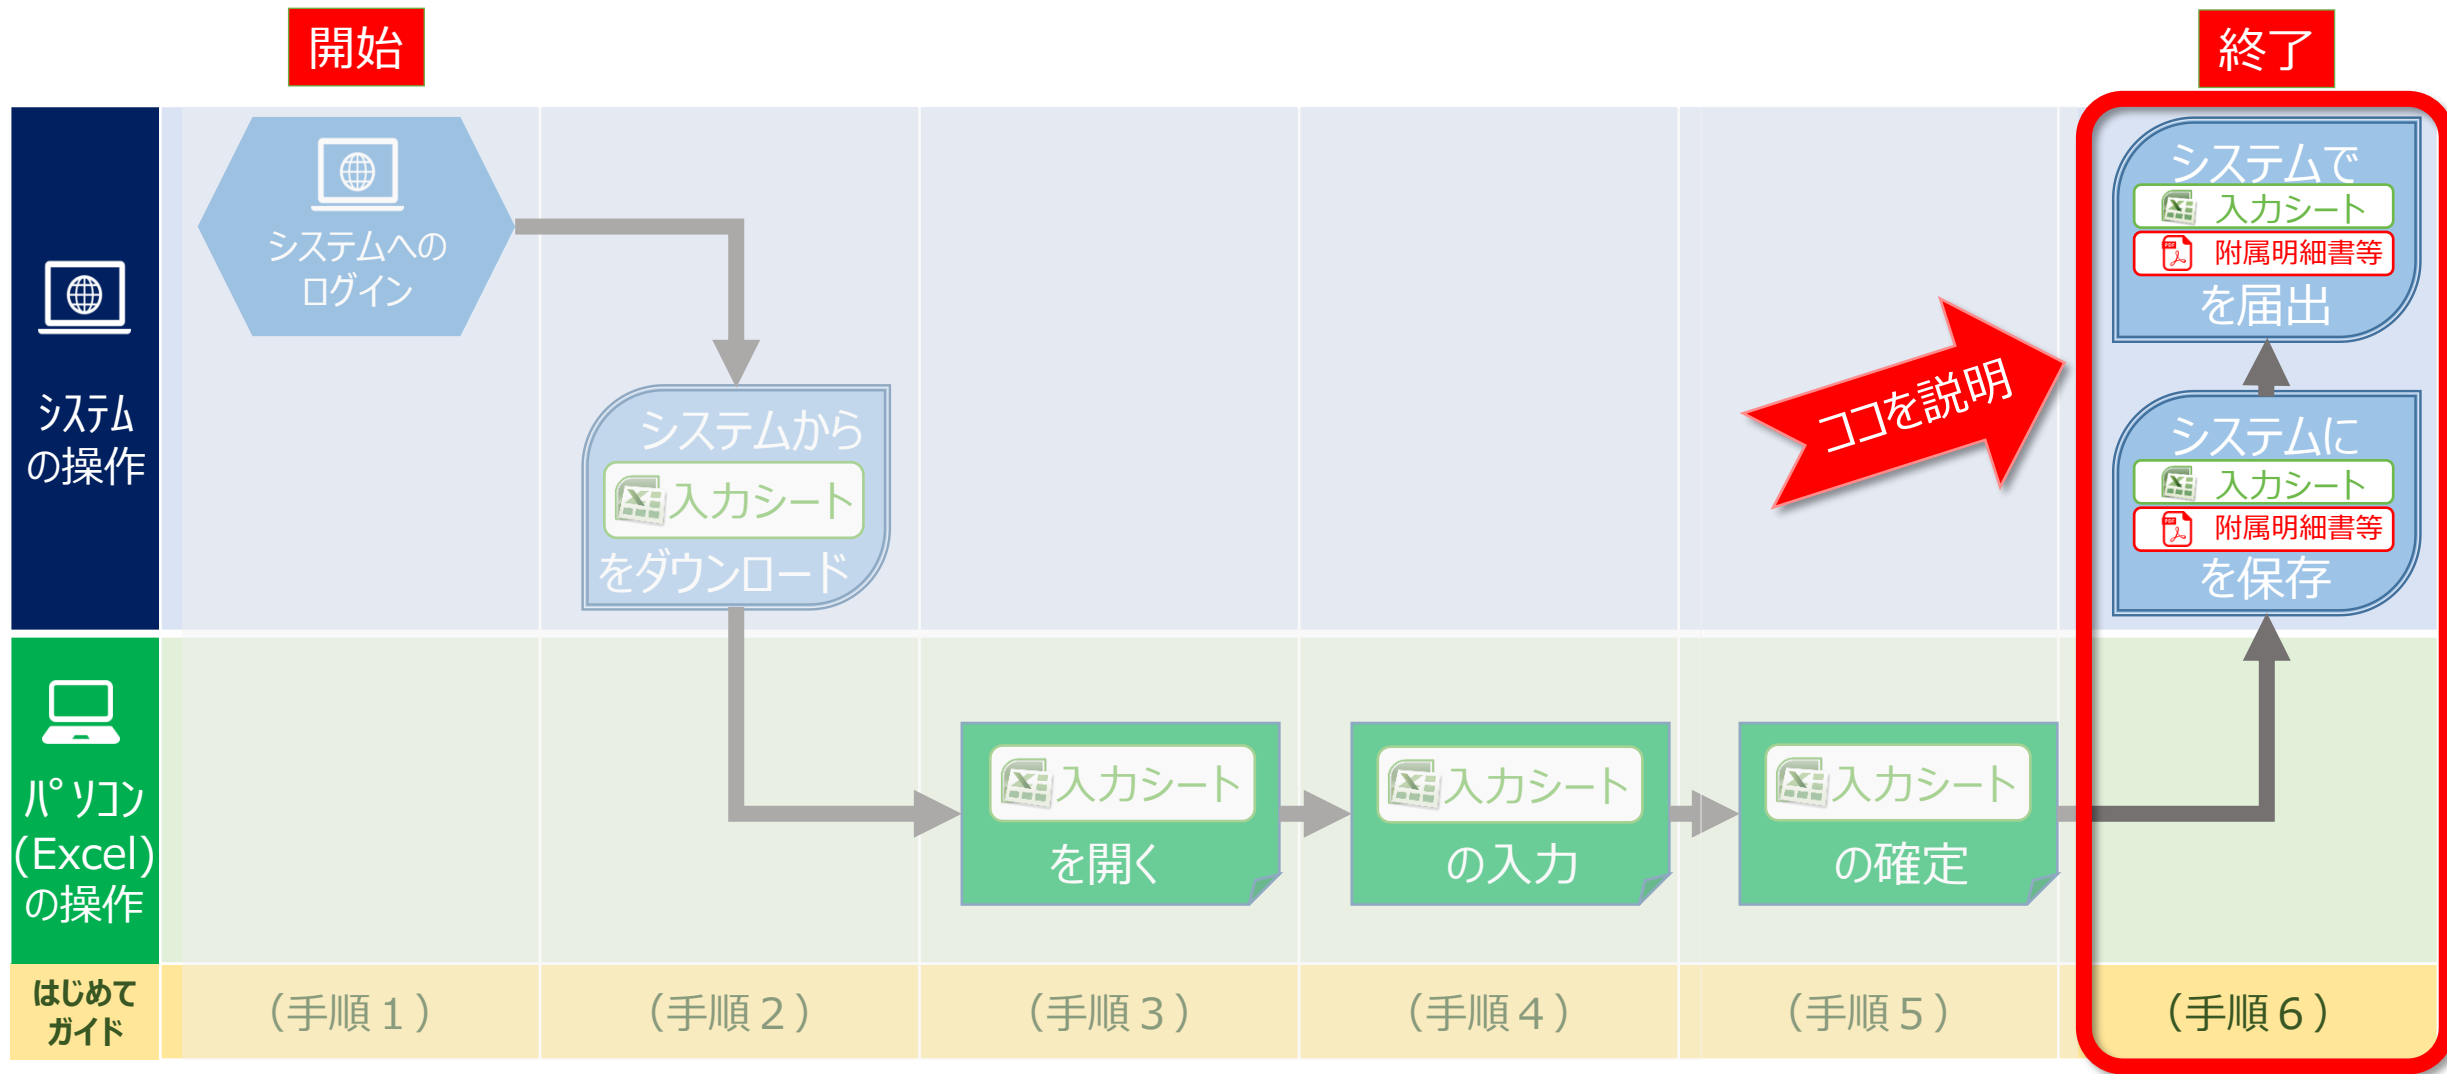 開始
終了
システム
の操作
システムへの
ログイン
システムから
入力シート
をダウンロード
ココを説明
システムで
入力シート
PDF 附属明細書等
を届出
システムに
入力シート
PDF 附属明細書等
を保存
パソコン
(Excel)
の操作
入力シート
を開く
入力シート
の入力
入力シート
の確定
はじめて
ガイド
（手順１）
（手順２）
（手順３）
（手順４）
（手順５）
（手順６）